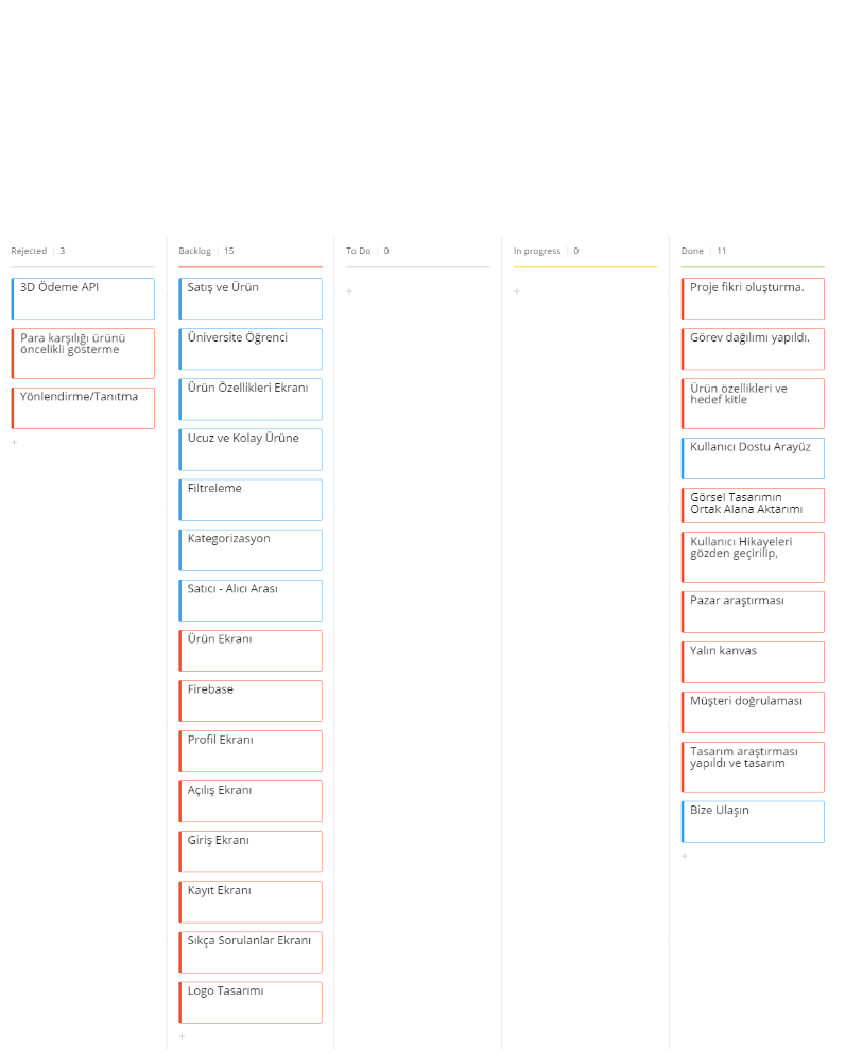 Rejected | 3
3D Ödeme API
Para karşılığı ürünü
öncelikli gösterme
Yönlendirme/Tanıtma
+
Backlog | 15
Satış ve Ürün
Üniversite Öğrenci
Ürün Özellikleri Ekranı
Ucuz ve Kolay Ürüne
Filtreleme
Kategorizasyon
Satıcı - Alıcı Arası
Ürün Ekranı
Firebase
Profil Ekranı
Açılış Ekranı
Giriş Ekranı
Kayıt Ekranı
Sıkça Sorulanlar Ekranı
Logo Tasarımı
+
To Do | 0
+
In progress | 0
+
Done | 11
Proje fikri oluşturma.
Görev dağılımı yapıldı.
Ürün özellikleri ve
hedef kitle
Kullanıcı Dostu Arayüz
Görsel Tasarımın
Ortak Alana Aktarımı
Kullanıcı Hikayeleri
gözden geçirilip,
Pazar araştırması
Yalın kanvas
Müşteri doğrulaması
Tasarım araştırması
yapıldı ve tasarım
Bize Ulaşın
+